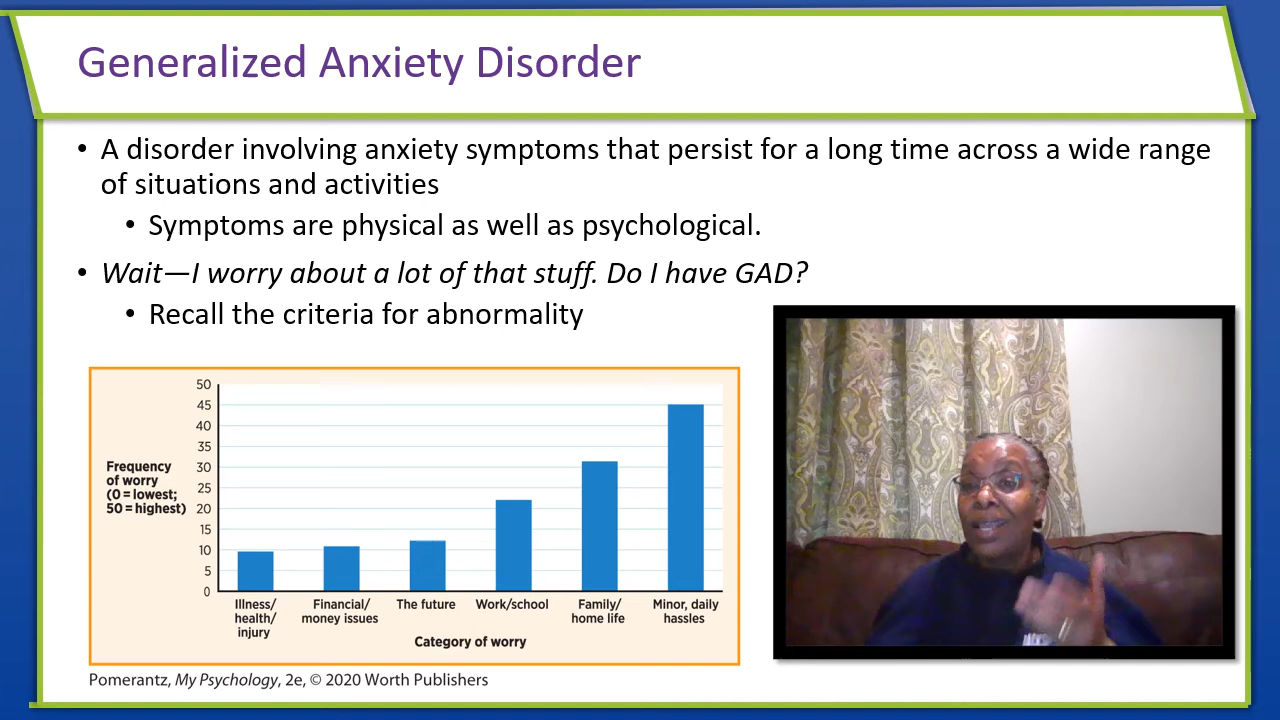 Generalized Anxiety Disorder
• A disorder involving anxiety symptoms that persist for a long time across a wide range
of situations and activities
• Symptoms are physical as well as psychological.
• Wait—I worry about a lot of that stuff. Do I have GAD?
• Recall the criteria for abnormality
Frequency
of worry
(0 = lowest;
50 = highest)
50
45
40
35
30
25
20
15
10
5
0
Illness/
health/
injury
Financial/
money issues
The future
Work/school
Family/
home life
Minor, daily
hassles
Category of worry
Pomerantz, My Psychology, 2e, © 2020 Worth Publishers